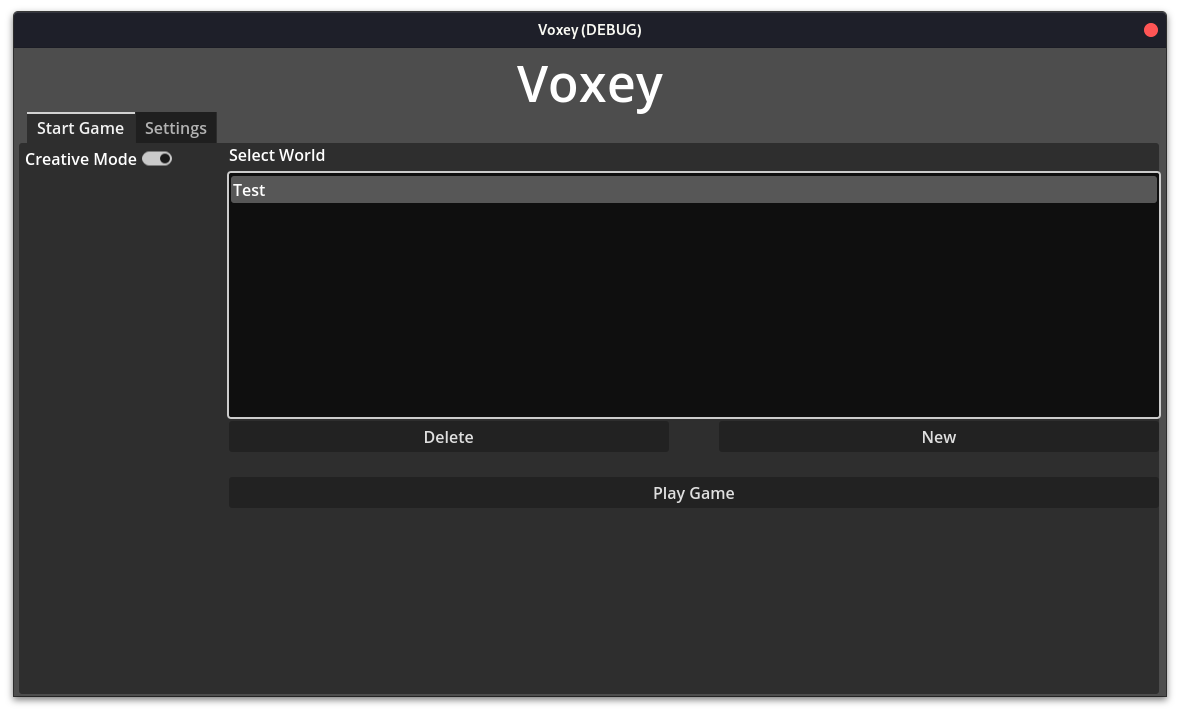 Voxey (DEBUG)
Voxey
Start Game Settings
Creative Mode
Select World
Test
Delete New
Play Game